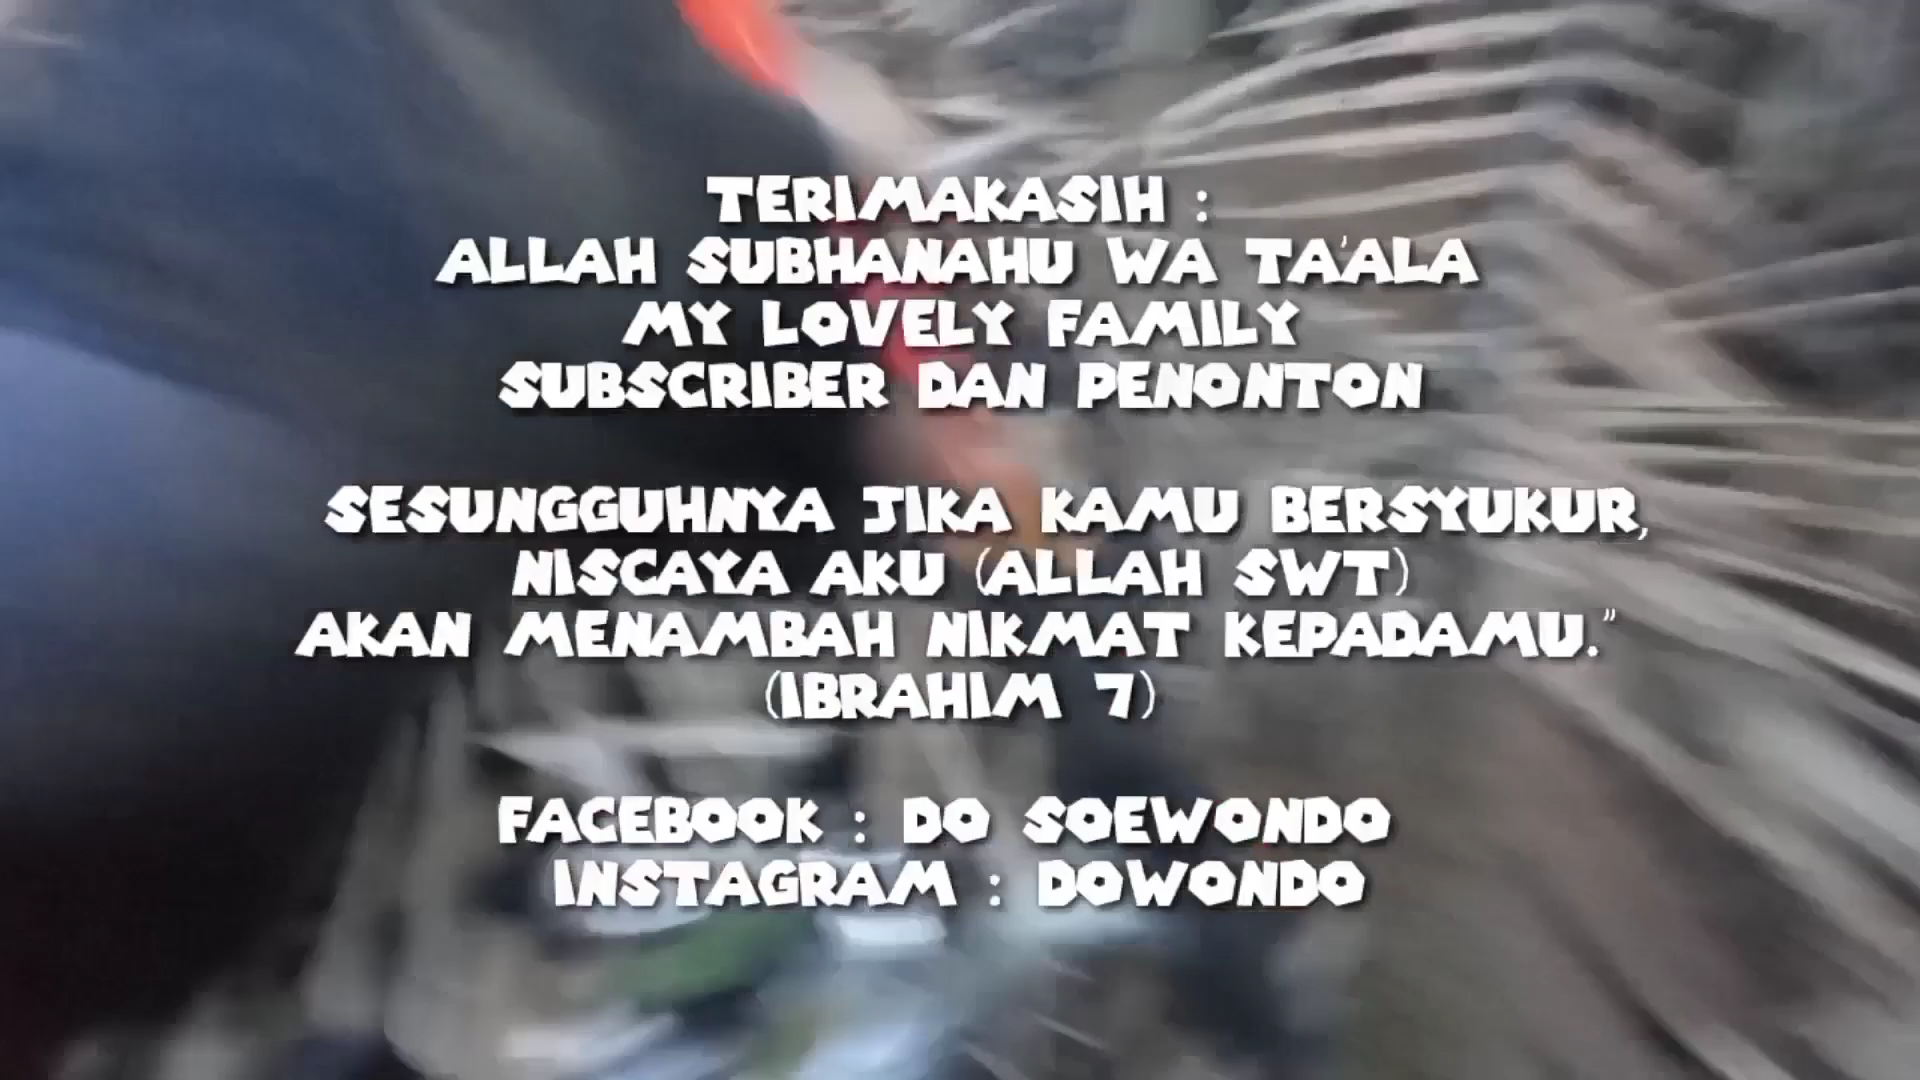 TERIMAKASIH :
ALLAH SUBHANAHU WA TA'ALA
MY LOVELY FAMILY
SUBSCRIBER DAN PENONTON
SESUNGGUHNYA JIKA KAMU BERSYUKUR,
NISCAYA AKU (ALLAH SWT)
AKAN MENAMBAH NIKMAT KEPADAMU."
(IBRAHIM 7)
FACEBOOK : DO SOEWONDO
INSTAGRAM : DOWONDO